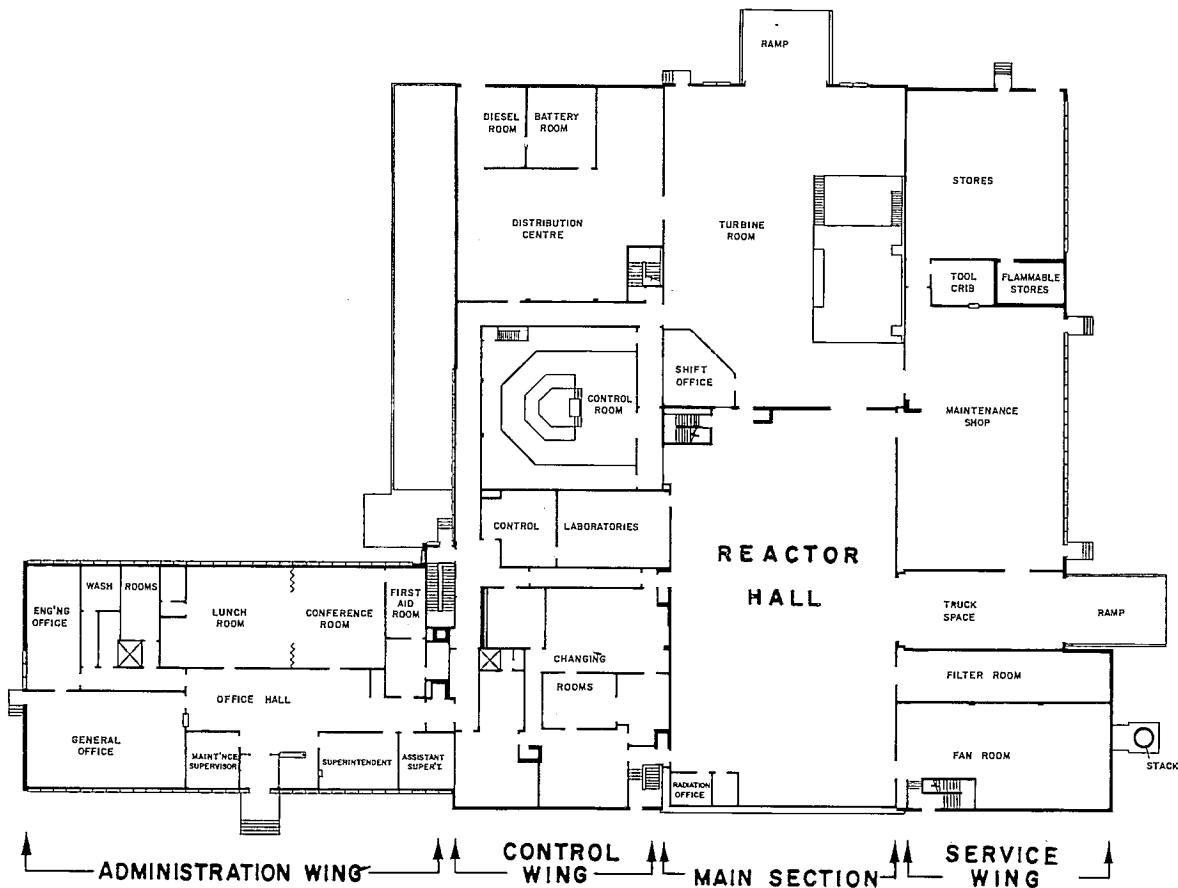 RAMP
DIESEL
ROOM
BATTERY
ROOM
STORES
DISTRIBUTION
CENTRE
TURBINE
ROOM
TOOL
CRIB
FLAMMABLE
STORES
SHIFT
OFFICE
CONTROL
ROOM
MAINTENANCE
SHOP
CONTROL
LABORATORIES
REACTOR
HALL
ENG'NG
OFFICE
WASH
ROOMS
LUNCH
ROOM
CONFERENCE
ROOM
FIRST
AID
ROOM
TRUCK
SPACE
RAMP
CHANGING
ROOMS
FILTER ROOM
OFFICE HALL
GENERAL
OFFICE
MAINT'NCE
SUPERVISOR
SUPERINTENDENT
ASSISTANT
SUPER'T.
RADIATION
OFFICE
FAN ROOM
STACK
ADMINISTRATION WING
CONTROL
WING
MAIN SECTION
SERVICE
WING